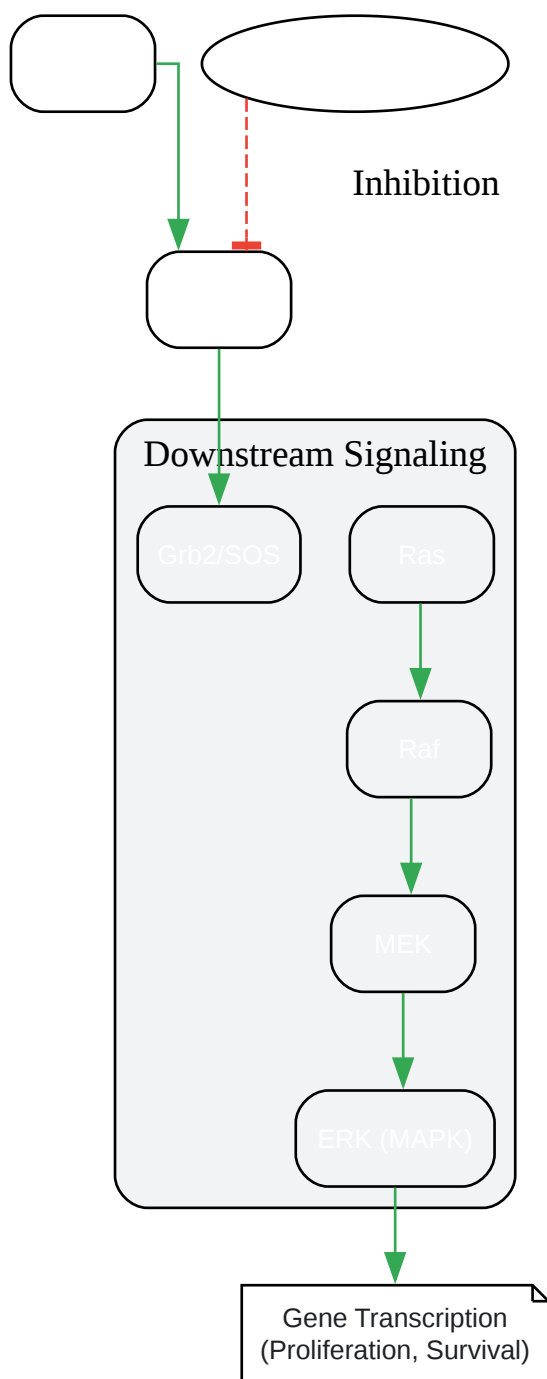 Inhibition
Downstream Signaling
Grb2/SOS
Ras
Raf
MEK
ERK (MAPK)
Gene Transcription
(Proliferation, Survival)